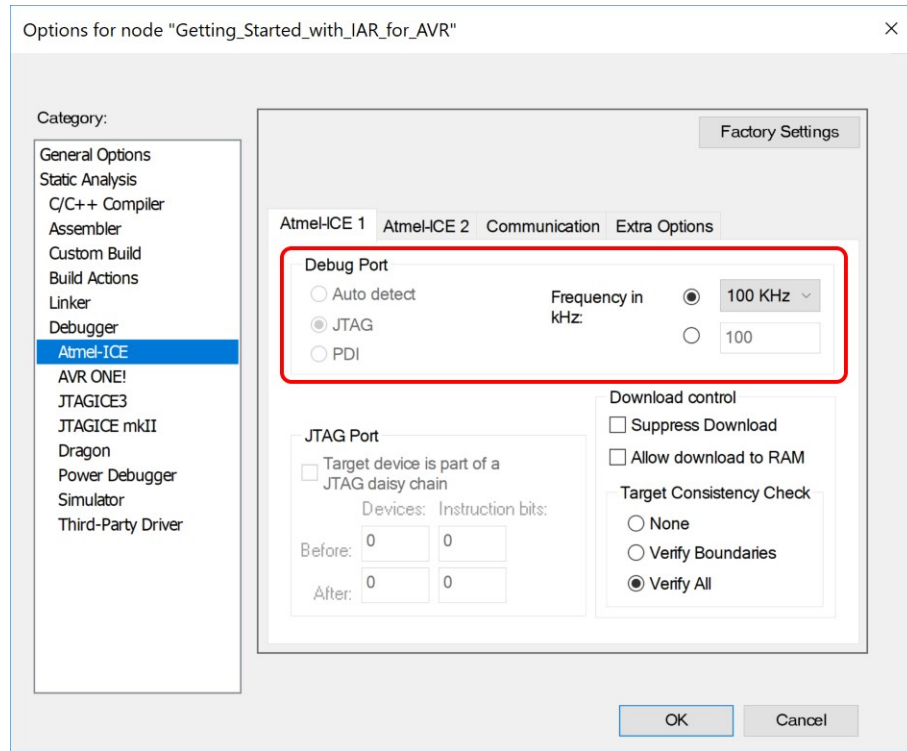 Options for node "Getting_Started_with_IAR_for_AVR"
Category:
General Options
Static Analysis
C/C++ Compiler
Assembler
Custom Build
Build Actions
Linker
Debugger
Atmel-ICE
AVR ONE!
JTAGICE3
JTAGICE mkII
Dragon
Power Debugger
Simulator
Third-Party Driver
Factory Settings
Atmel-ICE 1 Atmel-ICE 2 Communication Extra Options
Debug Port
Auto detect
JTAG
PDI
Frequency in
kHz:
100 KHz
100
JTAG Port
Target device is part of a
JTAG daisy chain
Devices: Instruction bits:
Before: 0 0
After: 0 0
Download control
Suppress Download
Allow download to RAM
Target Consistency Check
None
Verify Boundaries
Verify All
OK Cancel